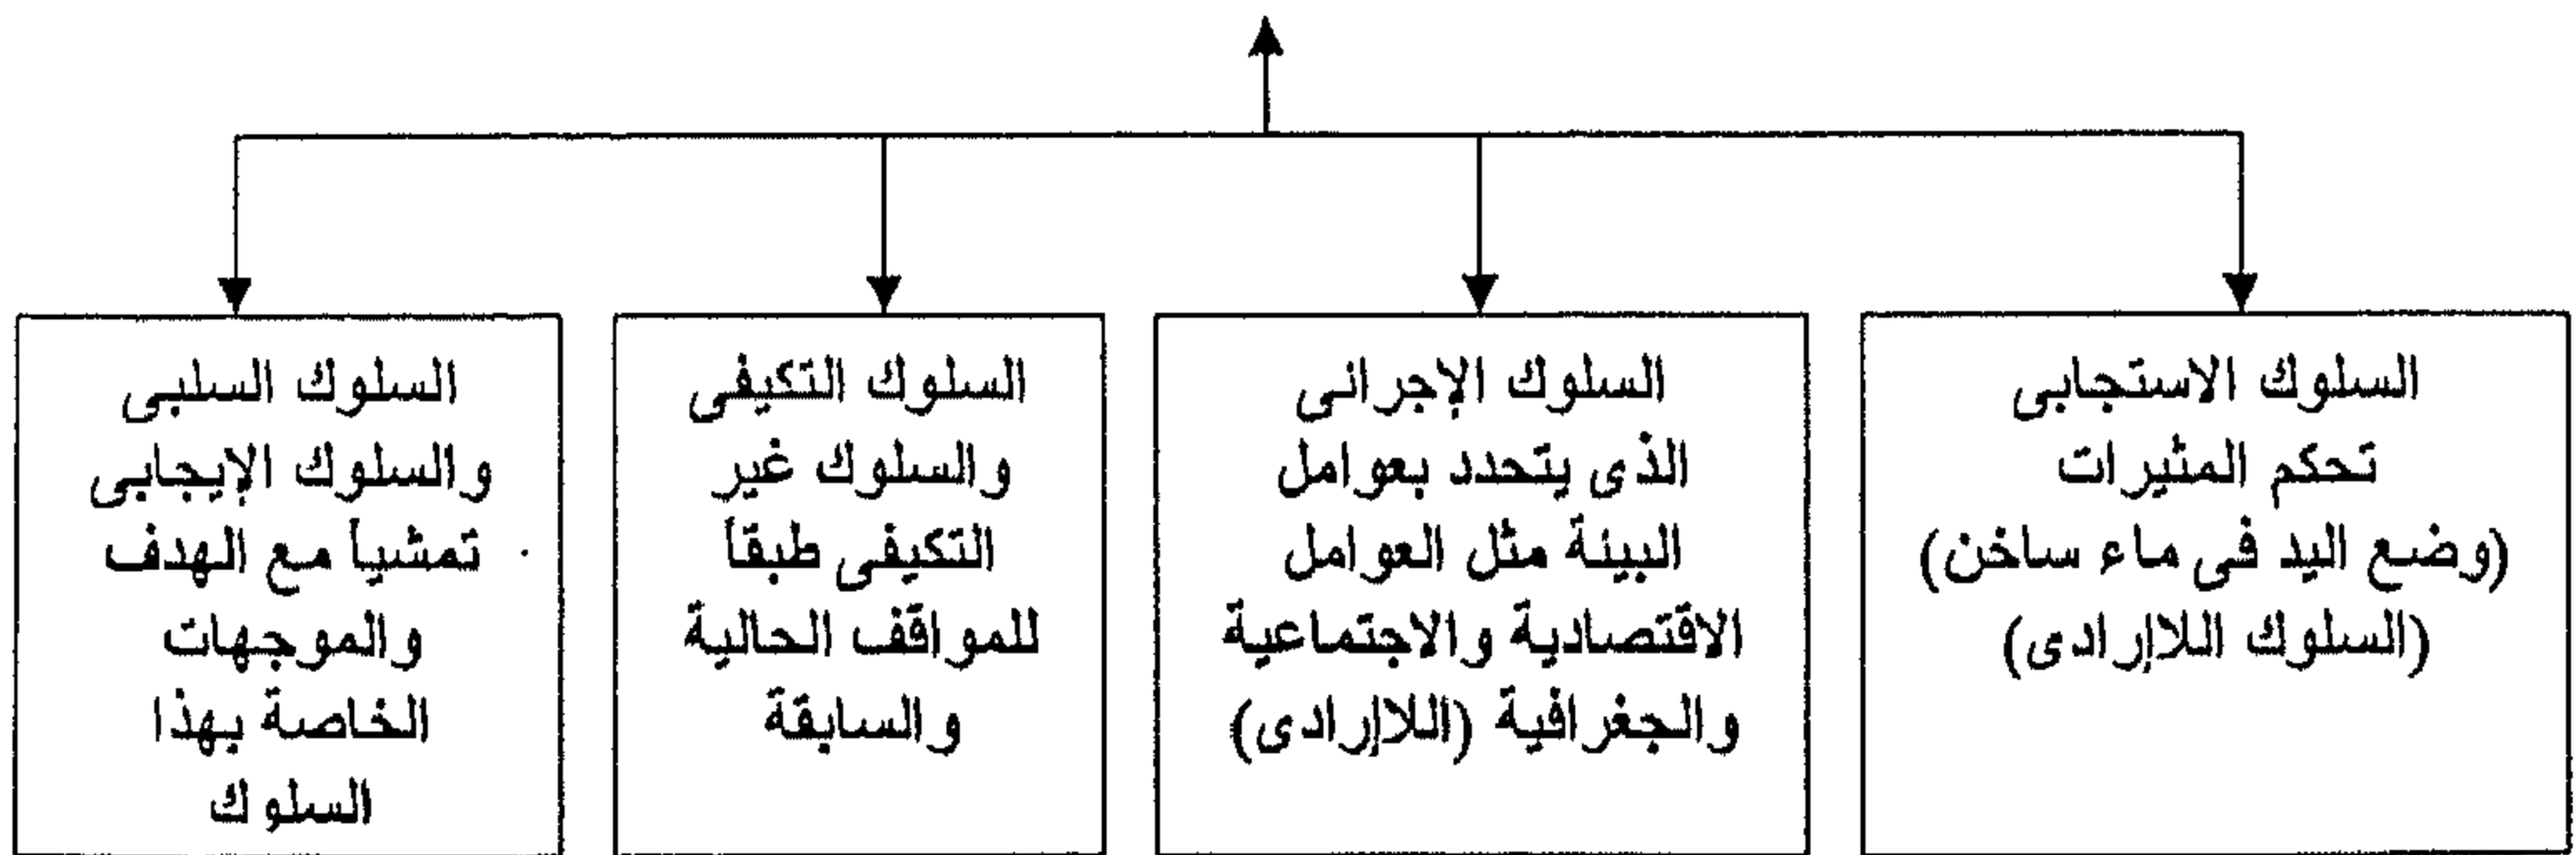 السلوك الاستجابى
تحكم المثيرات
(وضع اليد فى ماء ساخن)
(السلوك اللاإرادى)
السلوك الإجرائى
الذى يتحدد بعوامل
البيئة مثل العوامل
الاقتصادية والاجتماعية
والجغرافية (اللاإرادى)
السلوك التكيفى
والسلوك غير
التكيفى طبقاً
للمواقف الحالية
والسابقة
السلوك السلبى
والسلوك الإيجابى
تمشياً مع الهدف
والموجهات
الخاصة بهذا
السلوك